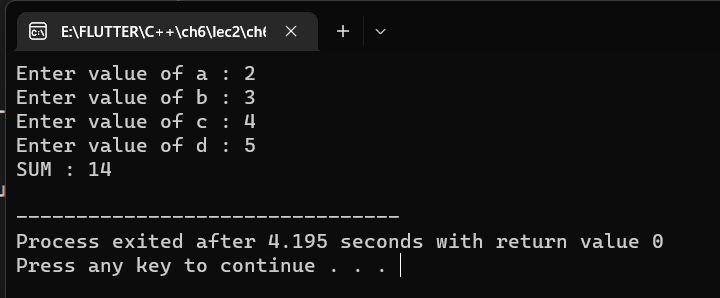 E:\FLUTTER\C++\ch6\lec2\ch6
Enter value of a : 2
Enter value of b : 3
Enter value of c : 4
Enter value of d : 5
SUM : 14
--------------------------------
Process exited after 4.195 seconds with return value 0
Press any key to continue . . .